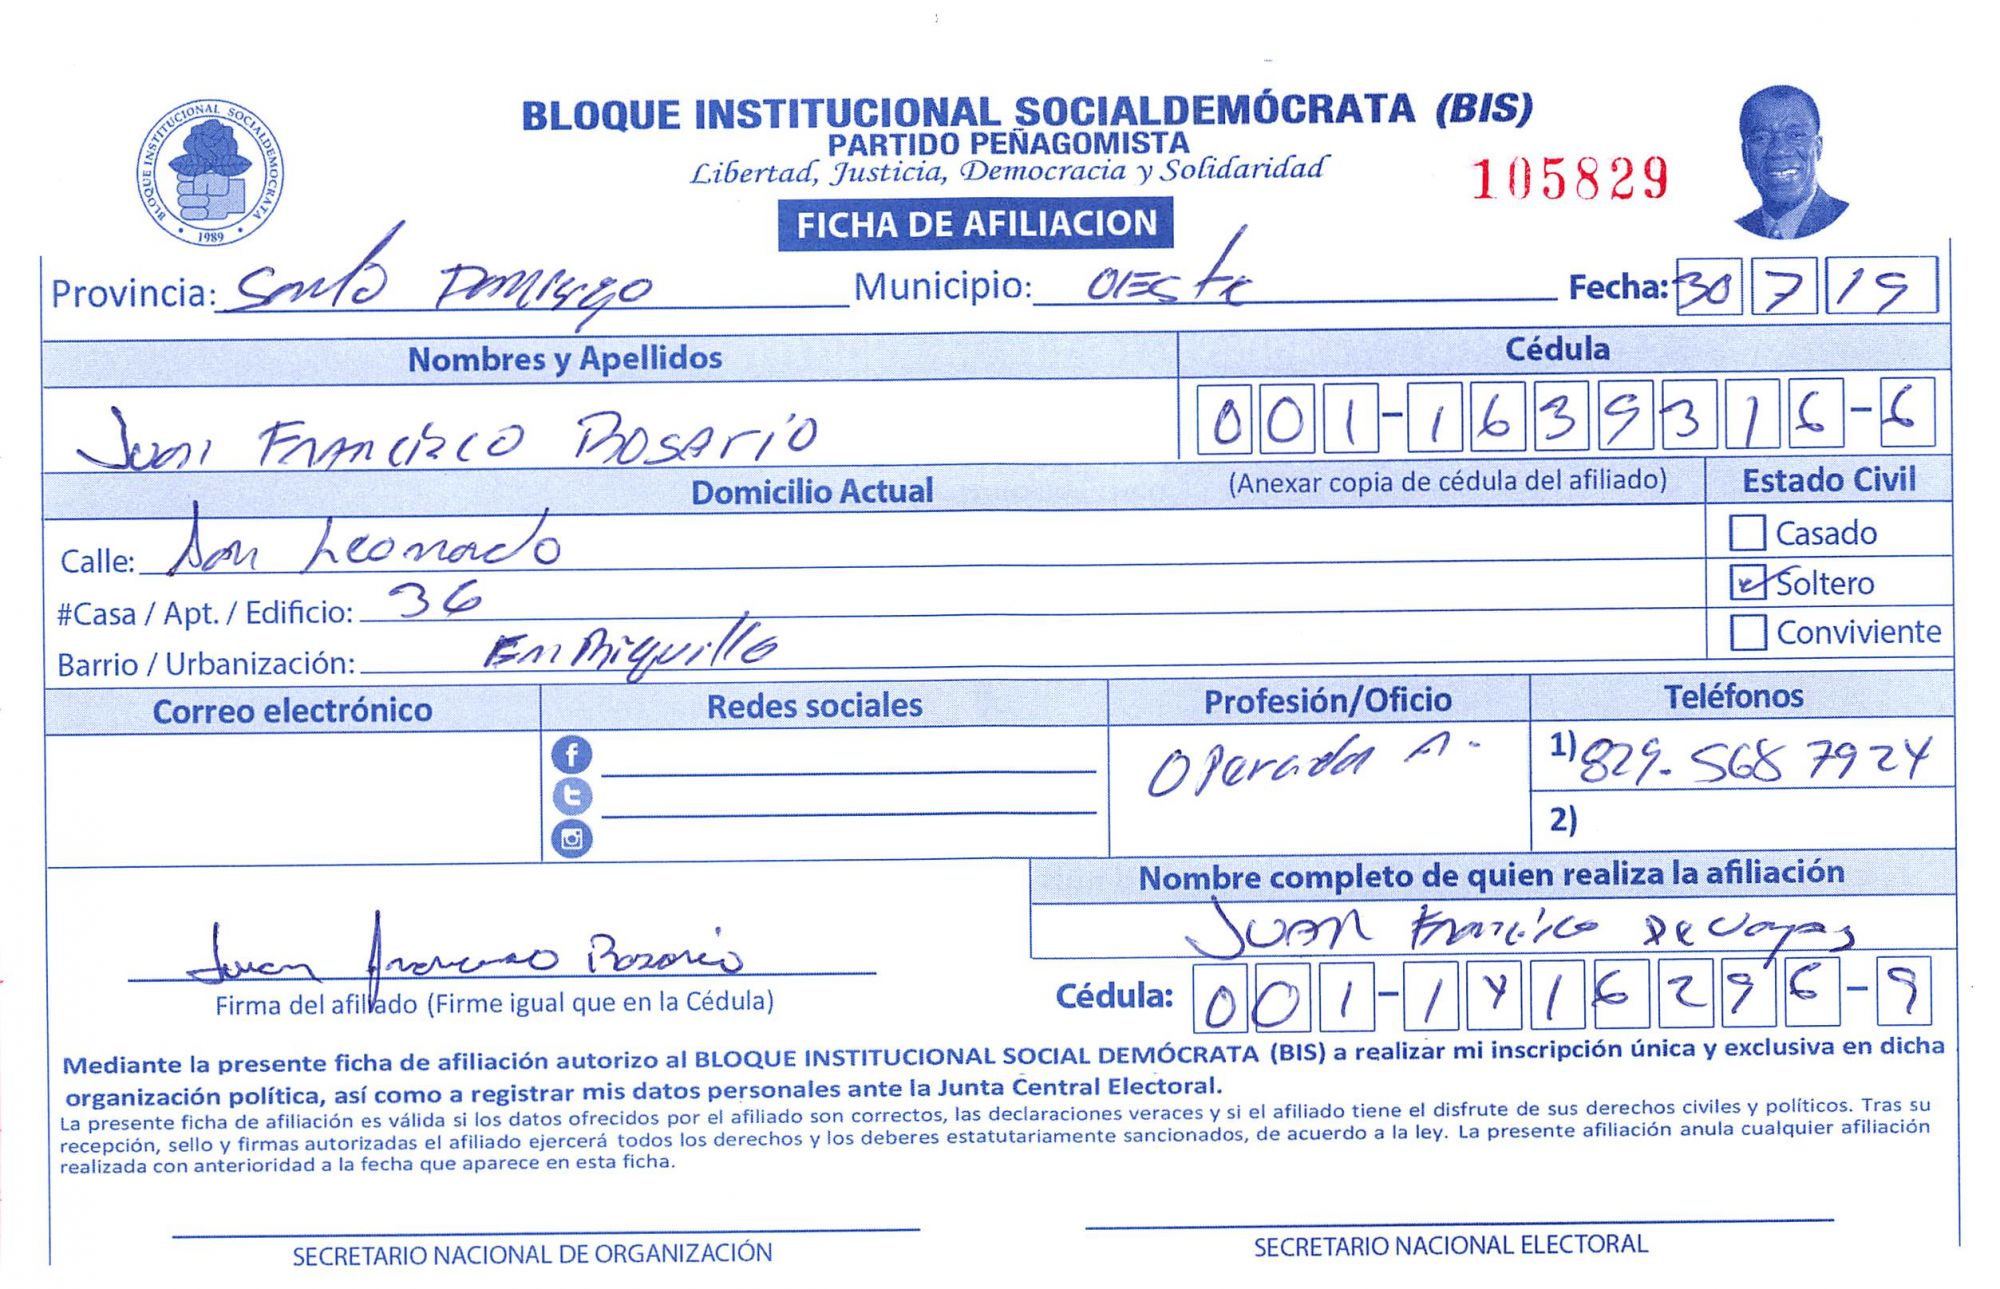 BLOQUE INSTITUCIONAL SOCIALDEMÓCRATA (BIS)
PARTIDO PEÑAGOMISTA
Libertad, Justicia, Democracia y Solidaridad
105829
BLOQUE INSTITUCIONAL SOCIALDEMOCRATA
1989
FICHA DE AFILIACION
Provincia: Santo Domingo Municipio: OESTE Fecha: 30 7 19
Nombres y Apellidos Cédula
Juan Francisco Rosario 001-1639316-6
Domicilio Actual (Anexar copia de cédula del afiliado) Estado Civil
Calle: San Leonardo Casado
#Casa / Apt. / Edificio: 36 Soltero
Barrio / Urbanización: EnRiquillo Conviviente
Correo electrónico Redes sociales Profesión/Oficio Teléfonos
1) 829-568 7924
2)
Nombre completo de quien realiza la afiliación
Juan Francisco De
Juan Francisco Rosario
Firma del afiliado (Firme igual que en la Cédula) Cédula: 001-1416296-9
Mediante la presente ficha de afiliación autorizo al BLOQUE INSTITUCIONAL SOCIAL DEMÓCRATA (BIS) a realizar mi inscripción única y exclusiva en dicha
organización política, así como a registrar mis datos personales ante la Junta Central Electoral.
La presente ficha de afiliación es válida si los datos ofrecidos por el afiliado son correctos, las declaraciones veraces y si el afiliado tiene el disfrute de sus derechos civiles y políticos. Tras su
recepción, sello y firmas autorizadas el afiliado ejercerá todos los derechos y los deberes estatutariamente sancionados, de acuerdo a la ley. La presente afiliación anula cualquier afiliación
realizada con anterioridad a la fecha que aparece en esta ficha.
SECRETARIO NACIONAL DE ORGANIZACIÓN SECRETARIO NACIONAL ELECTORAL